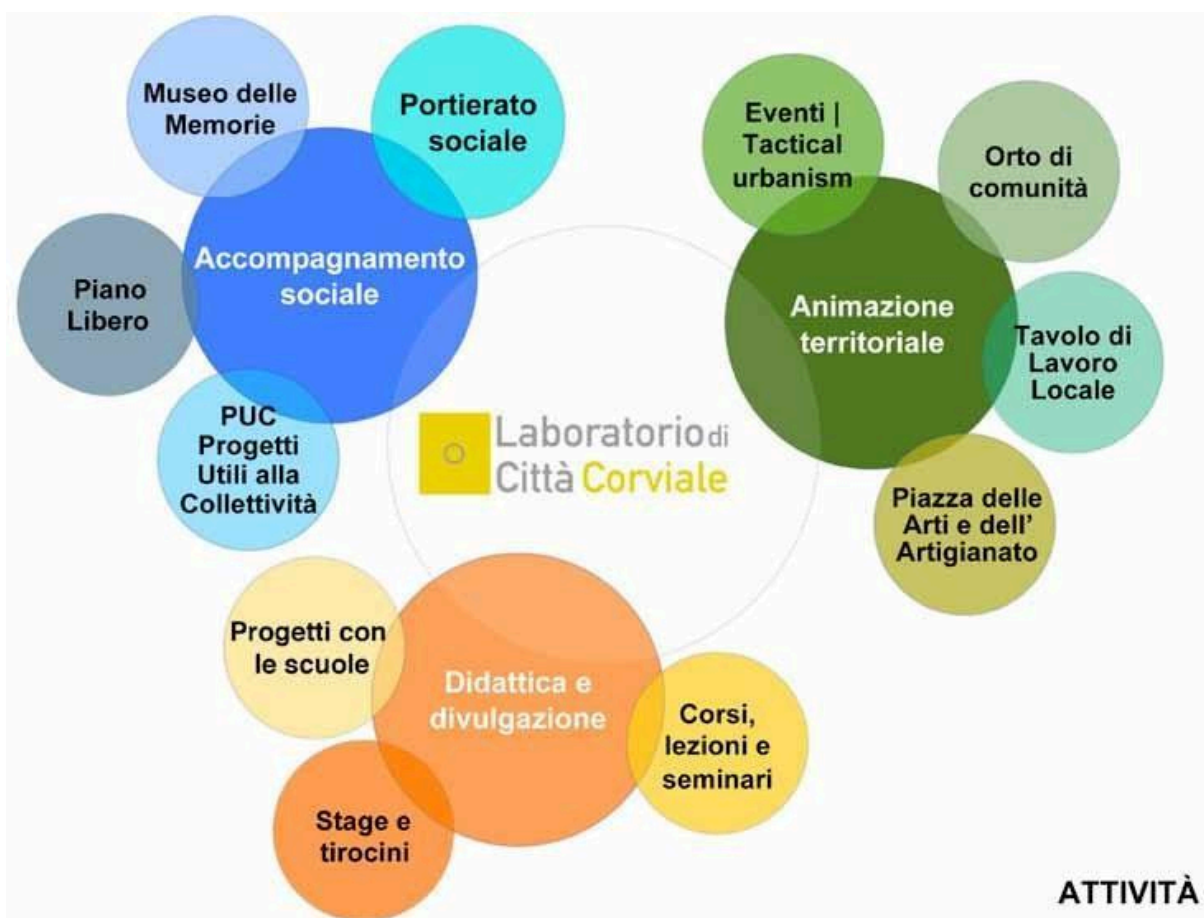 Museo delle
Memorie
Portierato
sociale
Accompagnamento
sociale
Piano
Libero
PUC
Progetti
Utili alla
Collettività
Eventi |
Tactical
urbanism
Orto di
comunità
Animazione
territoriale
Tavolo di
Lavoro
Locale
Piazza delle
Arti e dell'
Artigianato
Laboratorio di
Città Corviale
Progetti con
le scuole
Didattica e
divulgazione
Corsi,
lezioni e
seminari
Stage e
tirocini
ATTIVITÀ